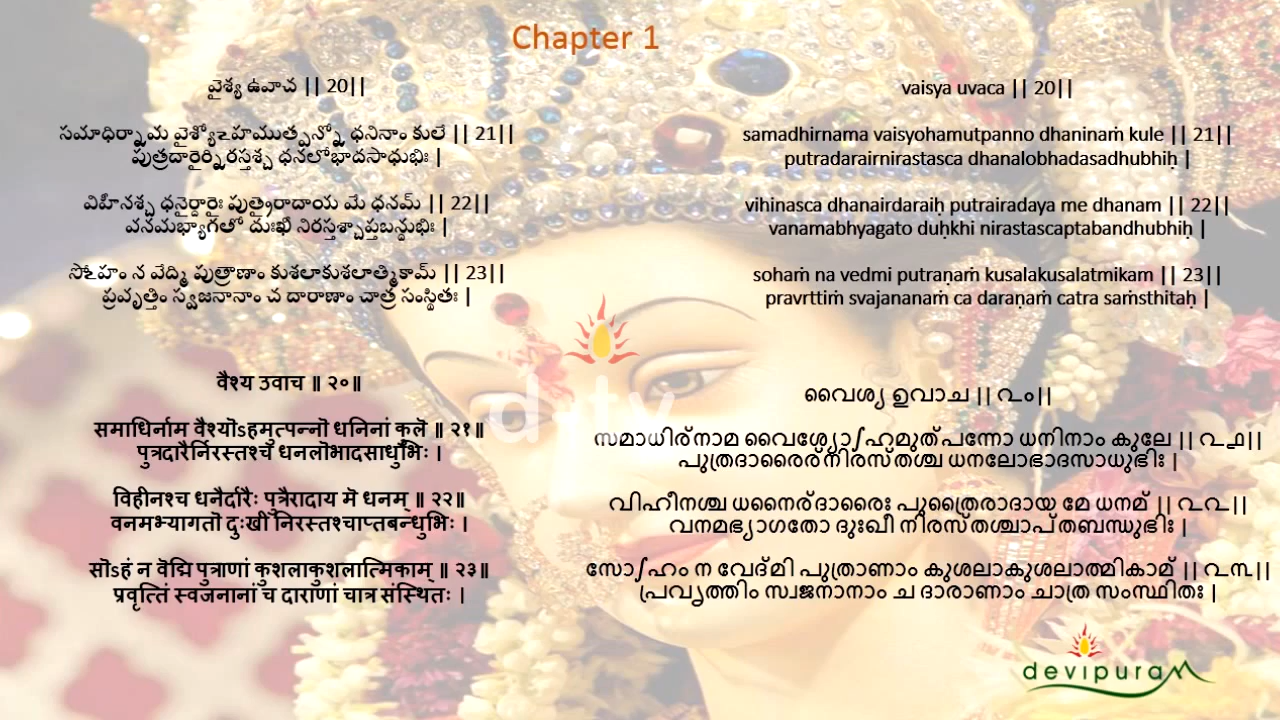 Chapter 1
వైశ్య ఉవాచ || 20||
సమాధిర్నామ వైశ్యోఽహముత్పన్నో ధనినాం కులే || 21||
పుత్రదారైర్నిరస్తశ్చ ధనలోభాదసాధుభిః |
విహీనశ్చ ధనైర్దారైః పుత్రైరాదాయ మే ధనమ్ || 22||
వనమభ్యాగతో దుఃఖీ నిరస్తశ్చాప్తబన్ధుభిః |
సోఽహం న వేద్మి పుత్రాణాం కుశలాకుశలాత్మికామ్ || 23||
ప్రవృత్తిం స్వజనానాం చ దారాణాం చాత్ర సంస్థితః |
vaisya uvaca || 20||
samadhirnama vaisyohamutpanno dhaninaṁ kule || 21||
putradarairnirastasca dhanalobhadasadhubhiḥ |
vihinasca dhanairdaraiḥ putrairadaya me dhanam || 22||
vanamabhyagato duḥkhi nirastascaptabandhubhiḥ |
sohaṁ na vedmi putraṇaṁ kusalakusalatmikam || 23||
pravrttiṁ svajananaṁ ca daraṇaṁ catra saṁsthitaḥ |
वैश्य उवाच ॥ २०॥
समाधिर्नाम वैश्यॊऽहमुत्पन्नॊ धनिनां कुलॆ ॥ २१॥
पुत्रदारैर्निरस्तश्च धनलॊभादसाधुभिः ।
विहीनश्च धनैर्दारैः पुत्रैरादाय मॆ धनम् ॥ २२॥
वनमभ्यागतॊ दुःखी निरस्तश्चाप्तबन्धुभिः ।
सॊऽहं न वॆद्मि पुत्राणां कुशलाकुशलात्मिकाम् ॥ २३॥
प्रवृत्तिं स्वजनानां च दाराणां चात्र संस्थितः ।
വൈശ്യ ഉവാച || ൨൦||
സമാധിര്നാമ വൈശ്യോഽഹമുത്പന്നോ ധനിനാം കുലേ || ൨൧||
പുത്രദാരൈര്നിരസ്തശ്ച ധനലോഭാദസാധുഭിഃ |
വിഹീനശ്ച ധനൈര്ദാരൈഃ പുത്രൈരാദായ മേ ധനമ് || ൨൨||
വനമഭ്യാഗതോ ദുഃഖീ നിരസ്തശ്ചാപ്തബന്ധുഭിഃ |
സോഽഹം ന വേദ്മി പുത്രാണാം കുശലാകുശലാത്മികാമ് || ൨൩||
പ്രവൃത്തിം സ്വജനാനാം ച ദാരാണാം ചാത്ര സംസ്ഥിതഃ |
devipuram